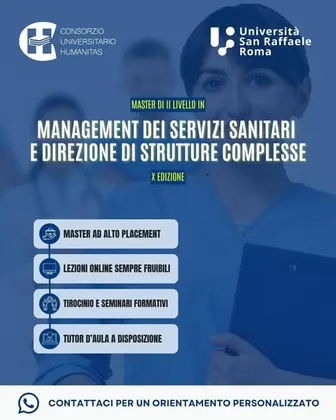 CONSORZIO
UNIVERSITARIO
HUMANITAS
Università
San Raffaele
Roma
MASTER DI II LIVELLO IN
MANAGEMENT DEI SERVIZI SANITARI
E DIREZIONE DI STRUTTURE COMPLESSE
X EDIZIONE
MASTER AD ALTO PLACEMENT
LEZIONI ONLINE SEMPRE FRUIBILI
TIROCINIO E SEMINARI FORMATIVI
TUTOR D'AULA A DISPOSIZIONE
CONTATTACI PER UN ORIENTAMENTO PERSONALIZZATO